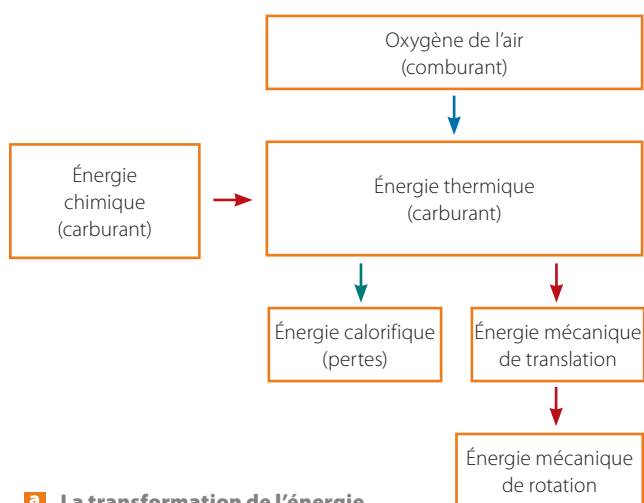 Oxygène de l'air
(comburant)
Énergie
chimique
(carburant)
Énergie thermique
(carburant)
Énergie calorifique
(pertes)
Énergie mécanique
de translation
Énergie mécanique
de rotation
a La transformation de l'énergie